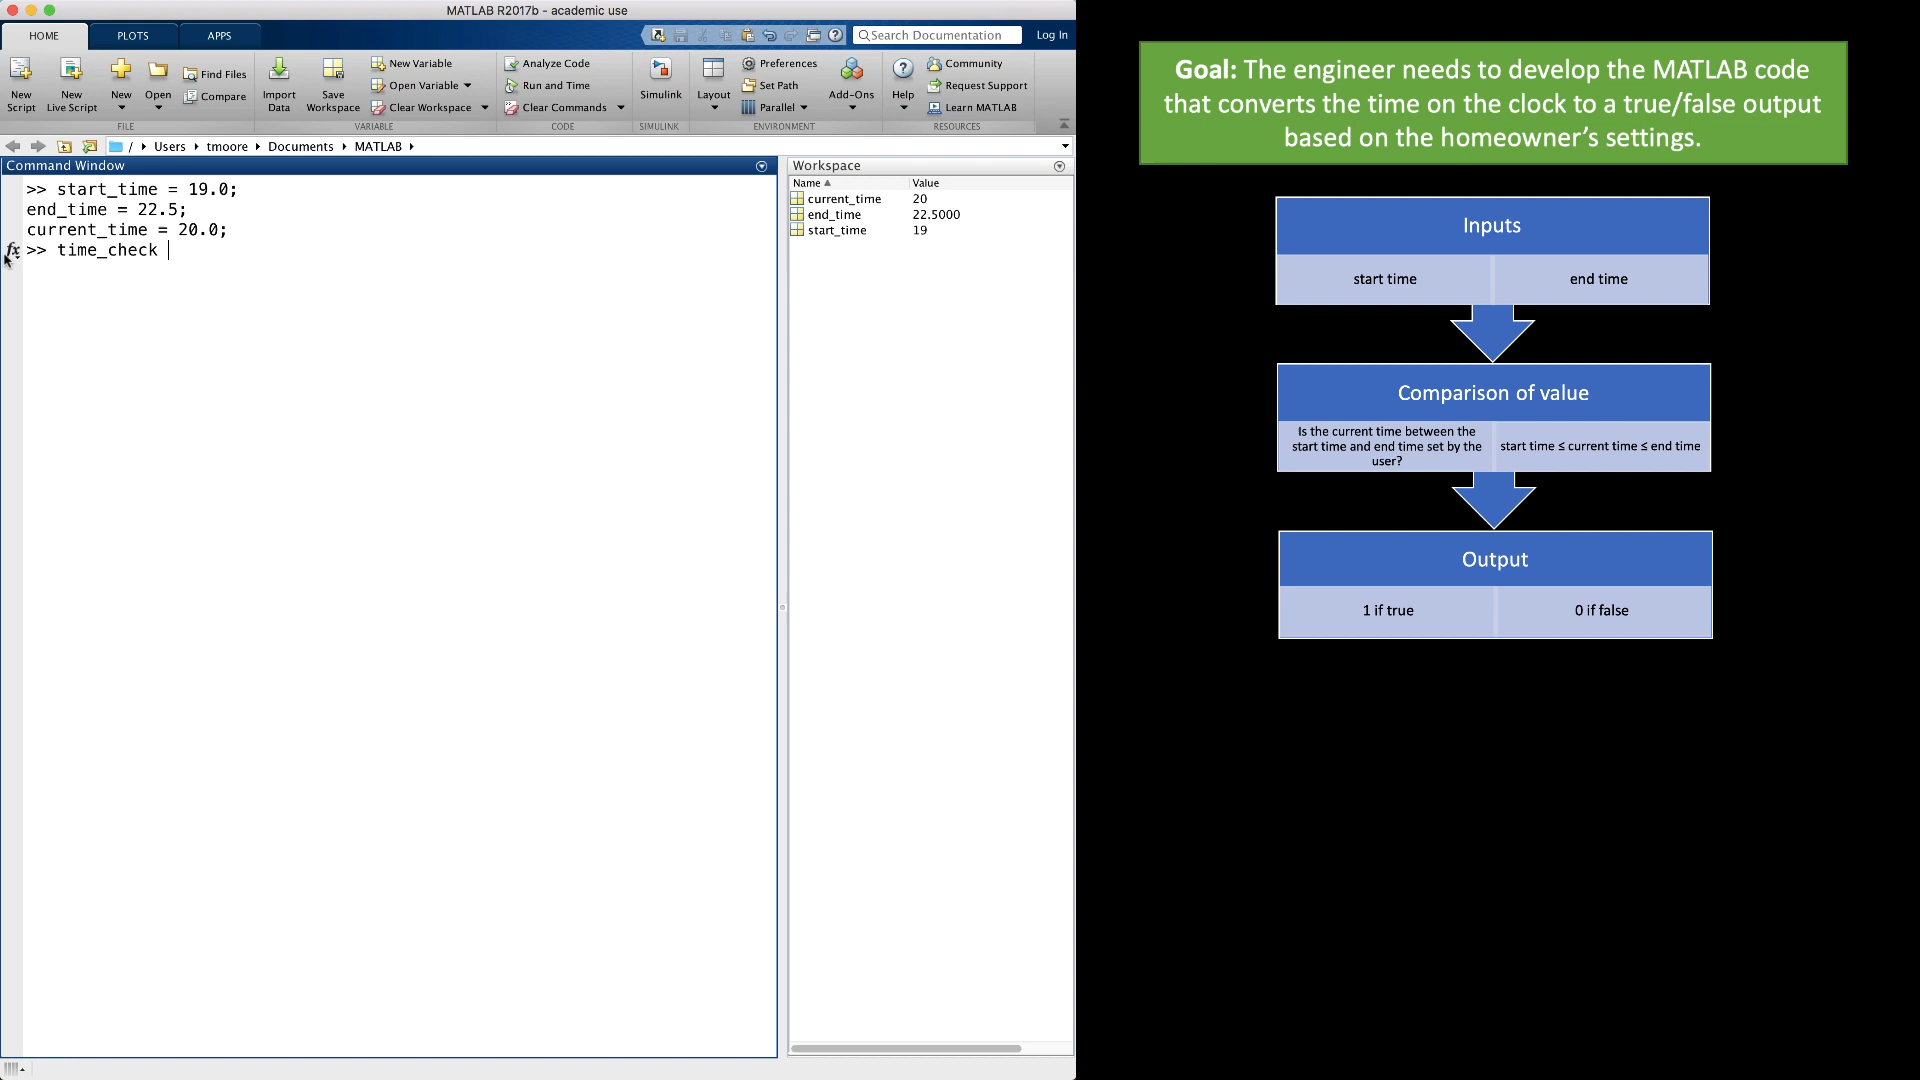 MATLAB R2017b - academic use
HOME
PLOTS
APPS
Search Documentation
Log In
New Script
New Live Script
New
Open
Find Files
Compare
FILE
Import Data
Save Workspace
New Variable
Open Variable
Clear Workspace
VARIABLE
Analyze Code
Run and Time
Clear Commands
CODE
Simulink
SIMULINK
Layout
Preferences
Set Path
Parallel
Add-Ons
ENVIRONMENT
Help
Community
Request Support
Learn MATLAB
RESOURCES
/ Users tmoore Documents MATLAB
Command Window
>> start_time = 19.0;
end_time = 22.5;
current_time = 20.0;
fx >> time_check
Workspace
Name Value
current_time 20
end_time 22.5000
start_time 19
Goal: The engineer needs to develop the MATLAB code
that converts the time on the clock to a true/false output
based on the homeowner's settings.
Inputs
start time
end time
Comparison of value
Is the current time between the
start time and end time set by the
user?
start time ≤ current time ≤ end time
Output
1 if true
0 if false